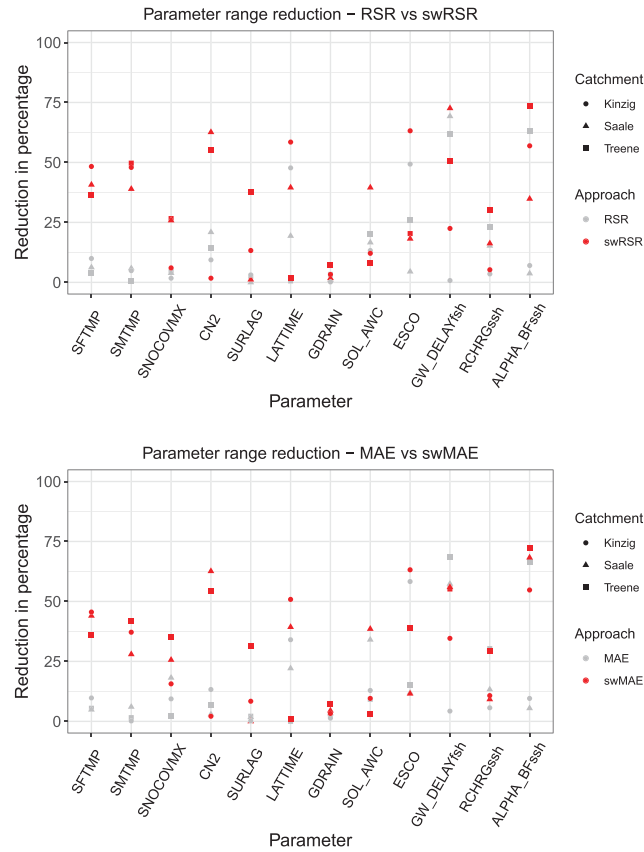 Parameter range reduction − RSR vs swRSR
100
75
50
25
0
Reduction in percentage
SFTMP
SMTMP
SNOCOVMX
CN2
SURLAG
LATTIME
GDRAIN
SOL_AWC
ESCO
GW_DELAYfsh
RCHRGssh
ALPHA_BFssh
Parameter
Catchment
Kinzig
Saale
Treene
Approach
RSR
swRSR
Parameter range reduction − MAE vs swMAE
100
75
50
25
0
Reduction in percentage
SFTMP
SMTMP
SNOCOVMX
CN2
SURLAG
LATTIME
GDRAIN
SOL_AWC
ESCO
GW_DELAYfsh
RCHRGssh
ALPHA_BFssh
Parameter
Catchment
Kinzig
Saale
Treene
Approach
MAE
swMAE